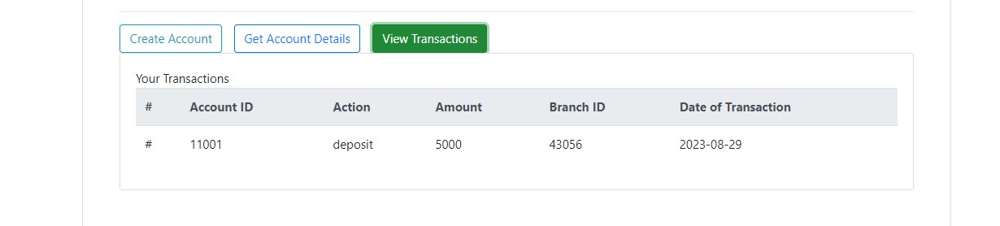 Create Account Get Account Details View Transactions
Your Transactions
# Account ID Action Amount Branch ID Date of Transaction
# 11001 deposit 5000 43056 2023-08-29